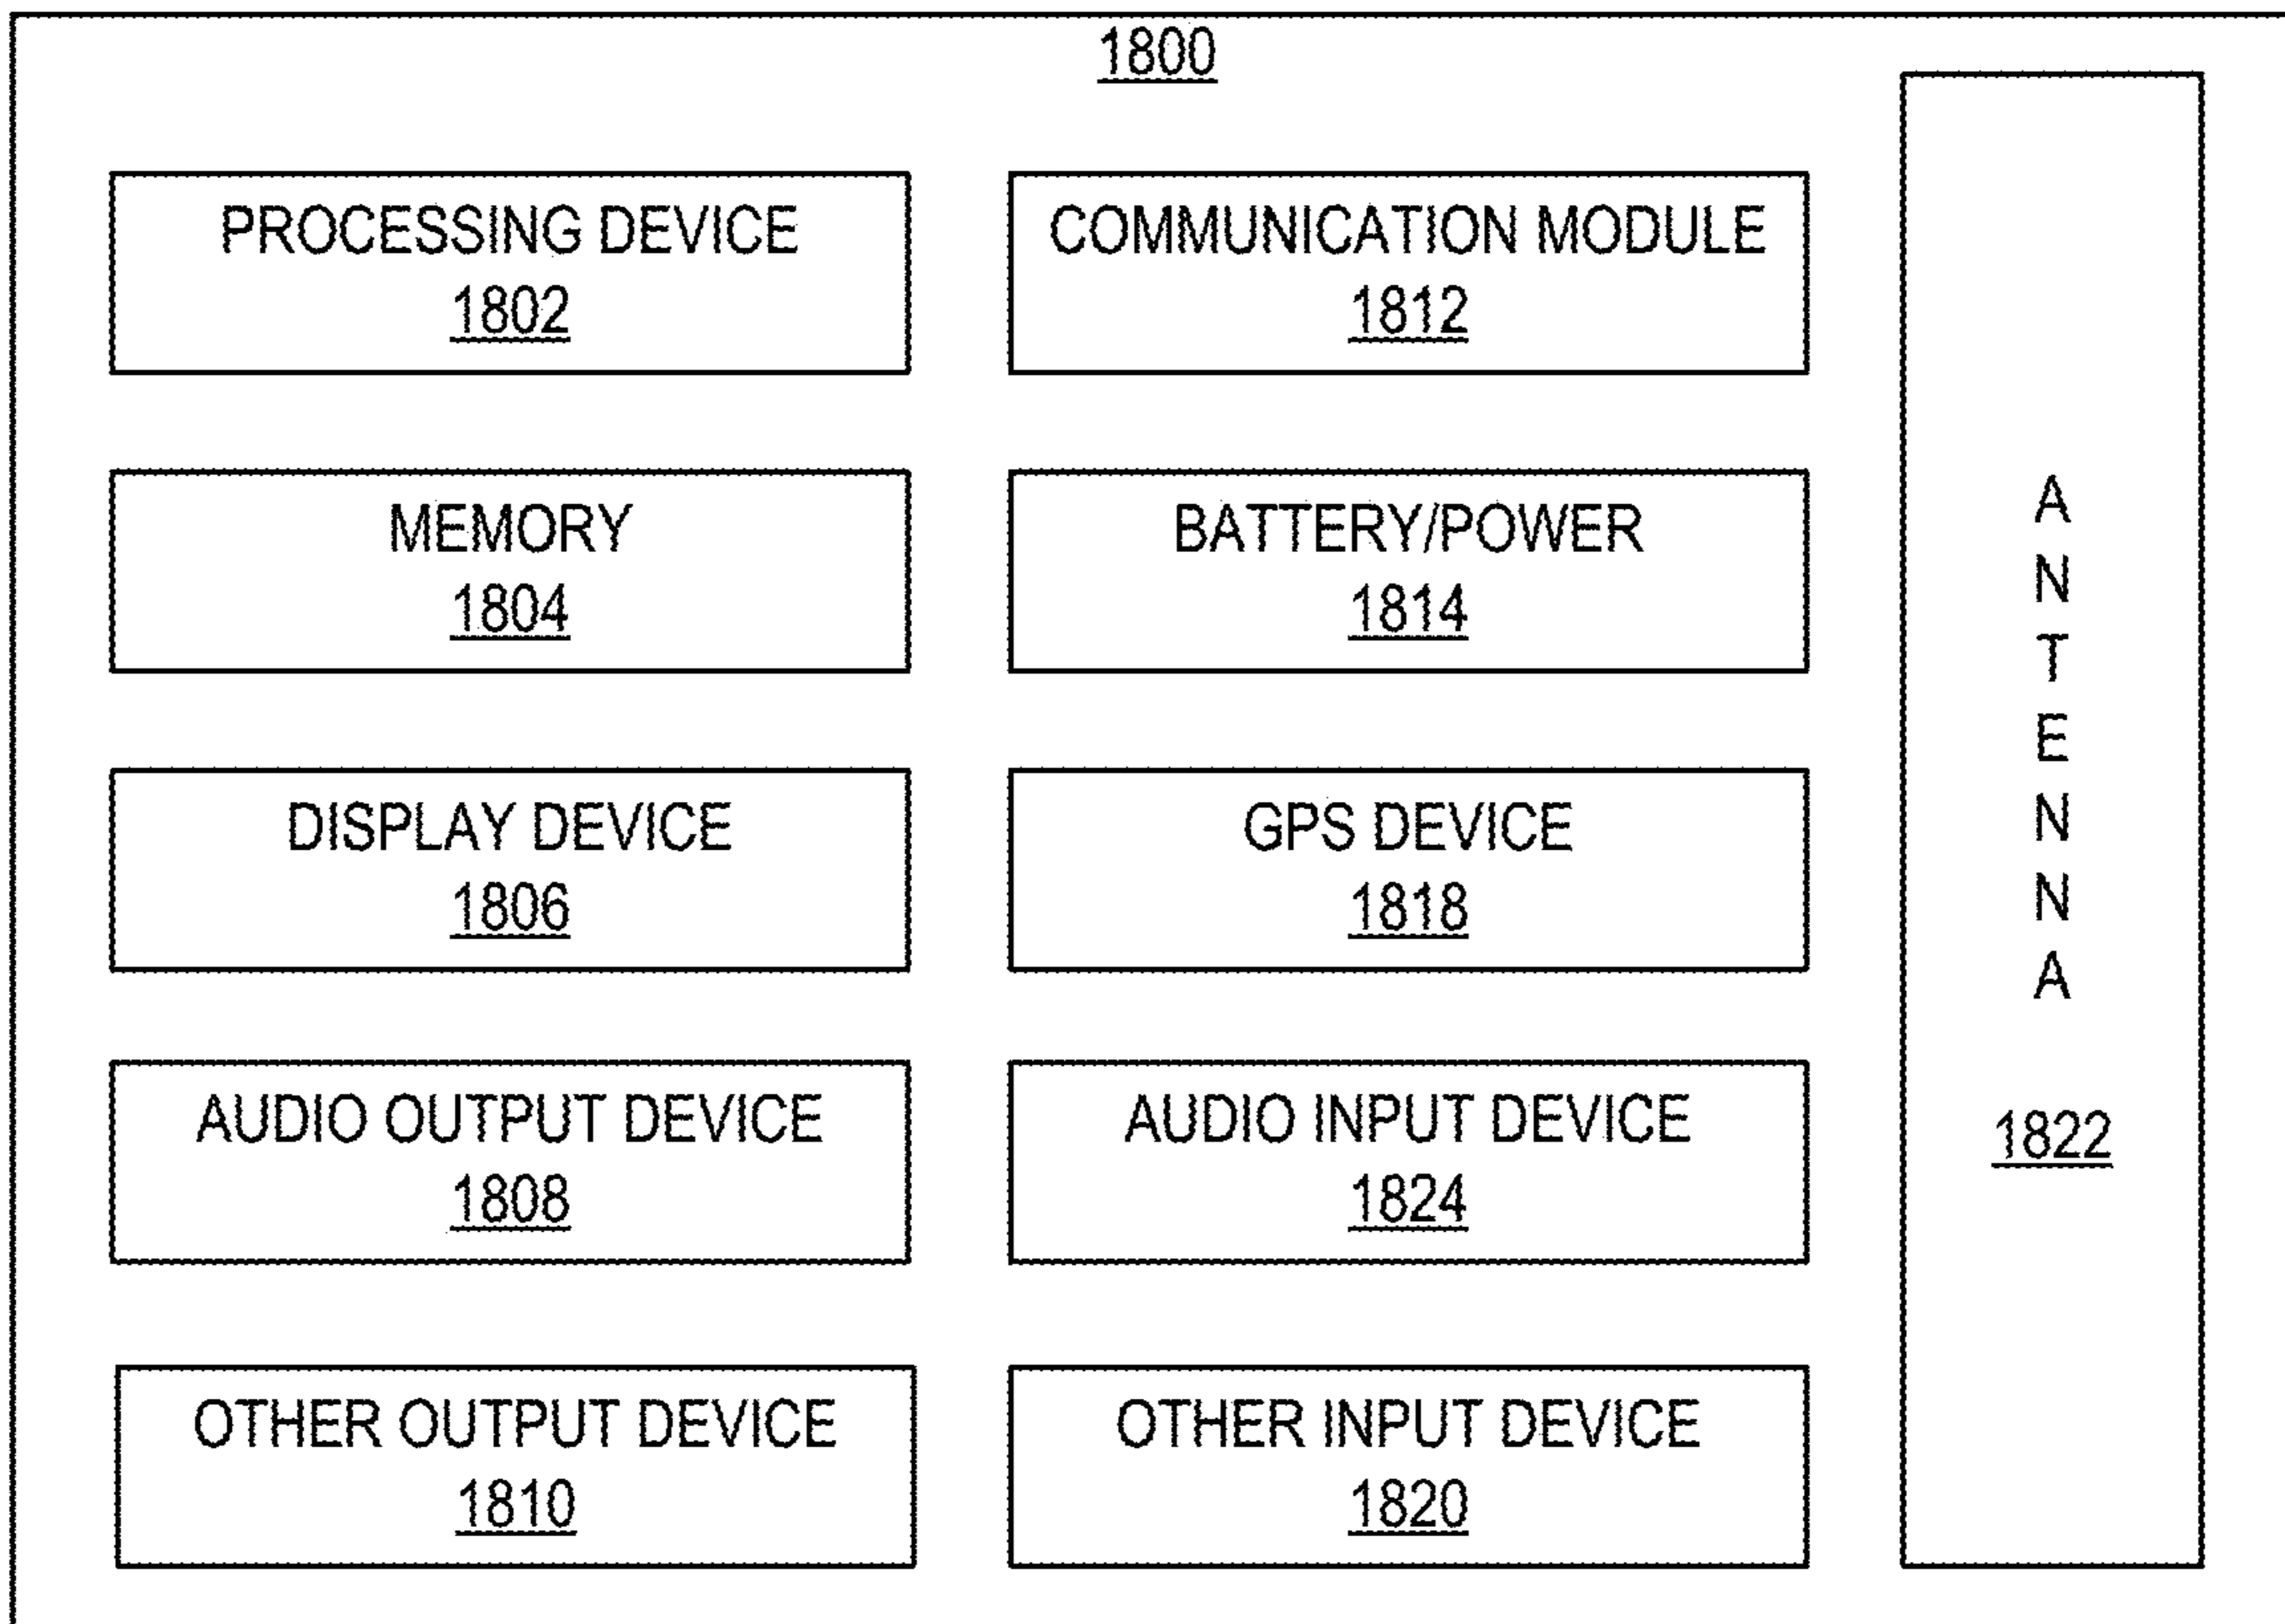 1800
PROCESSING DEVICE
1802
COMMUNICATION MODULE
1812
MEMORY
1804
BATTERY/POWER
1814
DISPLAY DEVICE
1806
GPS DEVICE
1818
AUDIO OUTPUT DEVICE
1808
AUDIO INPUT DEVICE
1824
OTHER OUTPUT DEVICE
1810
OTHER INPUT DEVICE
1820
ANTENNA
1822